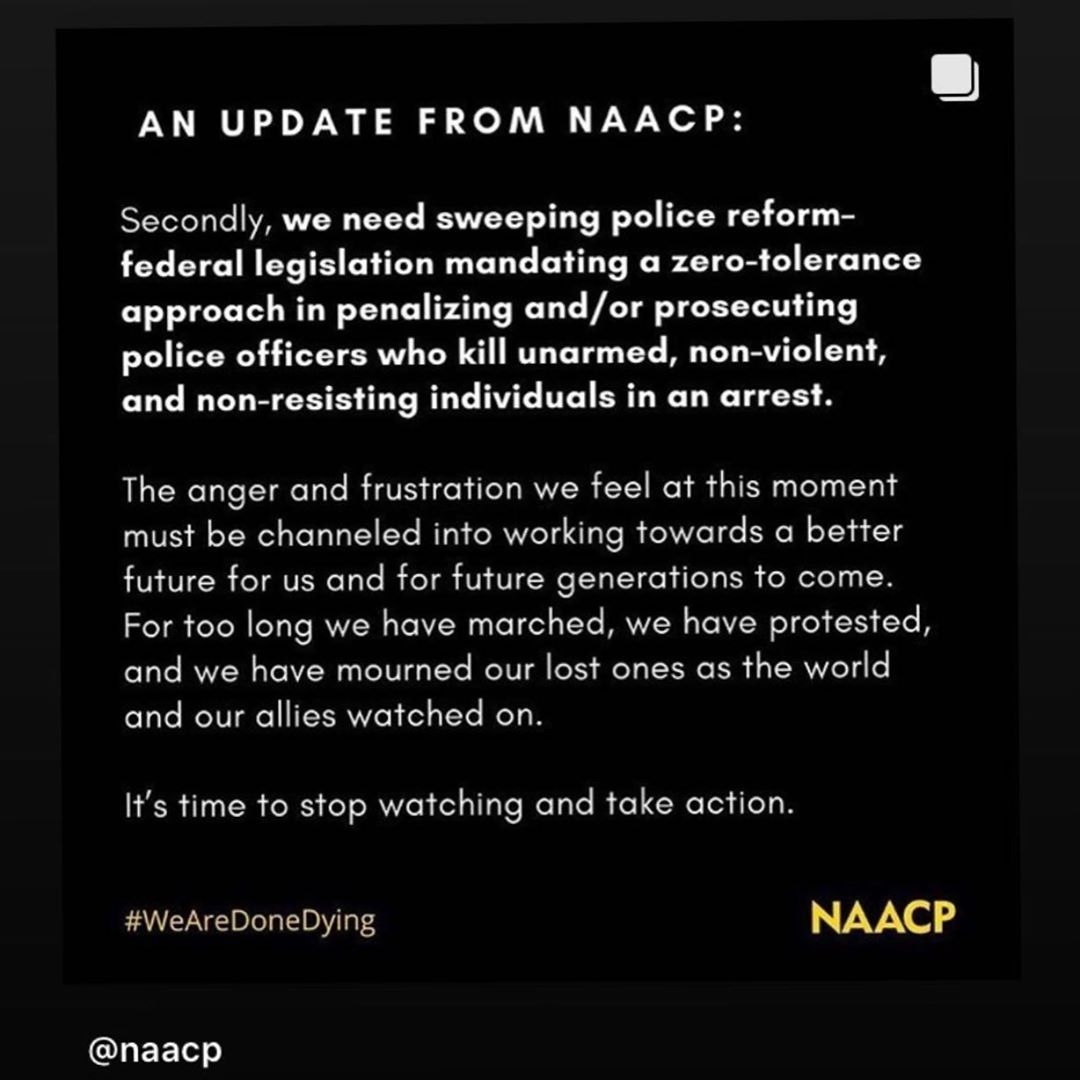 AN UPDATE FROM NAACP:
Secondly, we need sweeping police reform–
federal legislation mandating a zero-tolerance
approach in penalizing and/or prosecuting
police officers who kill unarmed, non-violent,
and non-resisting individuals in an arrest.
The anger and frustration we feel at this moment
must be channeled into working towards a better
future for us and for future generations to come.
For too long we have marched, we have protested,
and we have mourned our lost ones as the world
and our allies watched on.
It's time to stop watching and take action.
#WeAreDoneDying
NAACP
@naacp